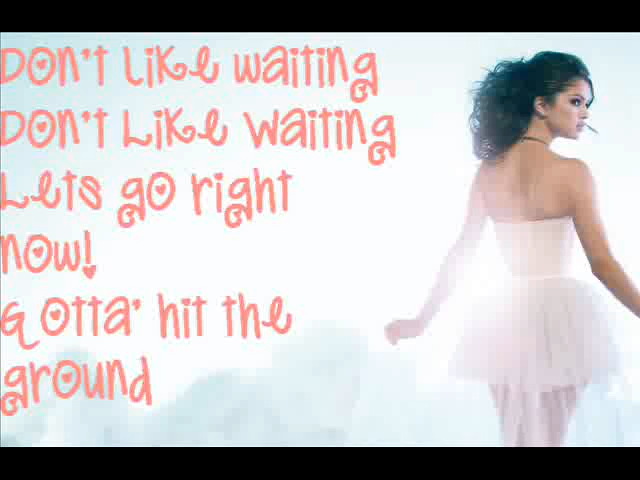 Don't like waiting
Don't Like Waiting
Lets go right
now!
Gotta' hit the
ground